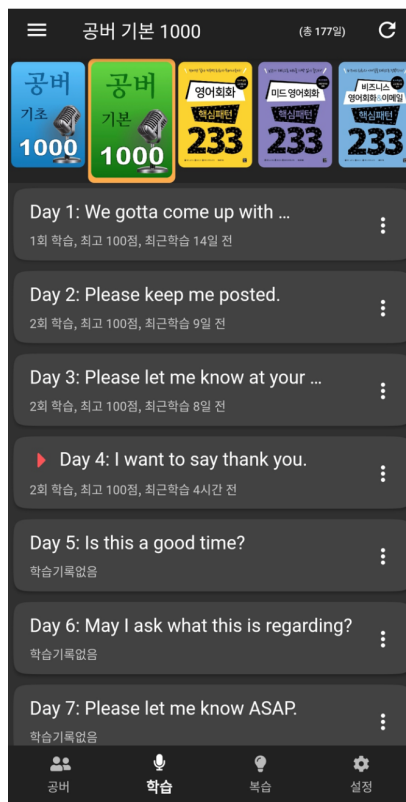 공버 기본 1000
(총 177일)
공버
기초
1000
공버
기본
1000
영어회화
핵심패턴
233
미드 영어회화
핵심패턴
233
비즈니스
영어회화&이메일
핵심패턴
233
Day 1: We gotta come up with ...
1회 학습, 최고 100점, 최근학습 14일 전
Day 2: Please keep me posted.
2회 학습, 최고 100점, 최근학습 9일 전
Day 3: Please let me know at your ...
2회 학습, 최고 100점, 최근학습 8일 전
Day 4: I want to say thank you.
2회 학습, 최고 100점, 최근학습 4시간 전
Day 5: Is this a good time?
학습기록없음
Day 6: May I ask what this is regarding?
학습기록없음
Day 7: Please let me know ASAP.
학습기록없음
공버
학습
복습
설정